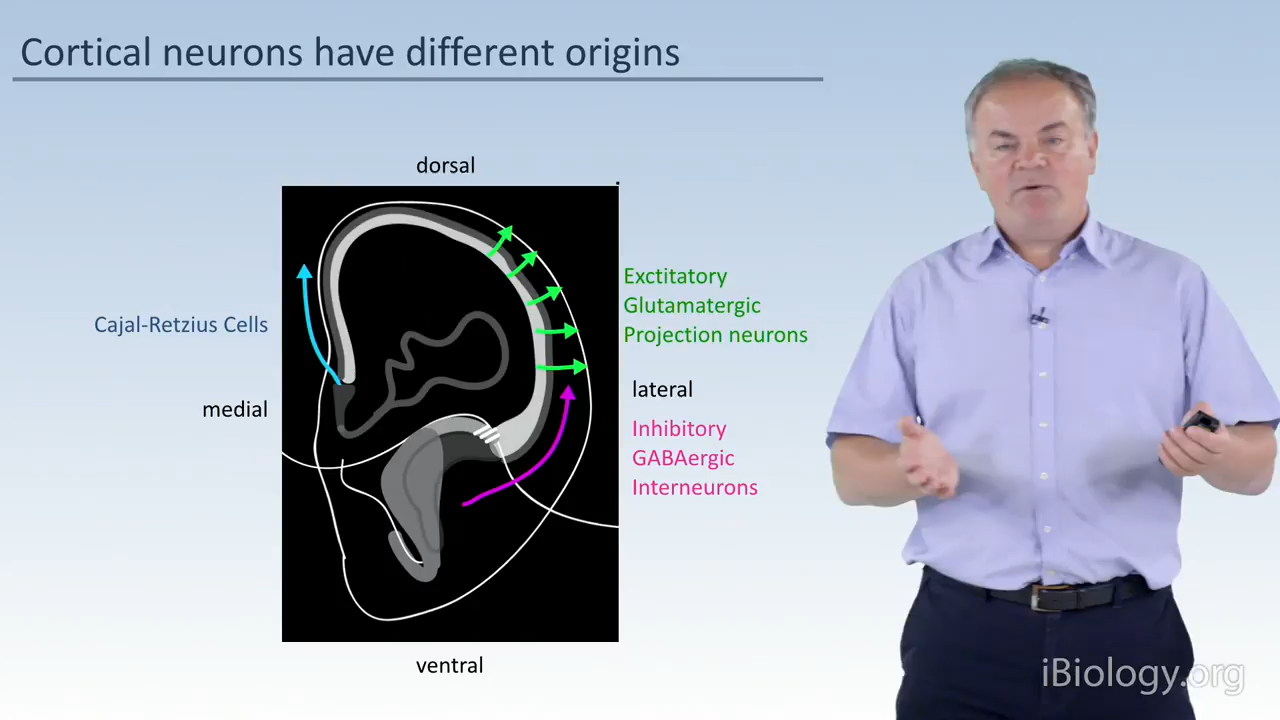 Cortical neurons have different origins
dorsal
Cajal-Retzius Cells
medial
Exctitatory
Glutamatergic
Projection neurons
lateral
Inhibitory
GABAergic
Interneurons
ventral
iBiology.org